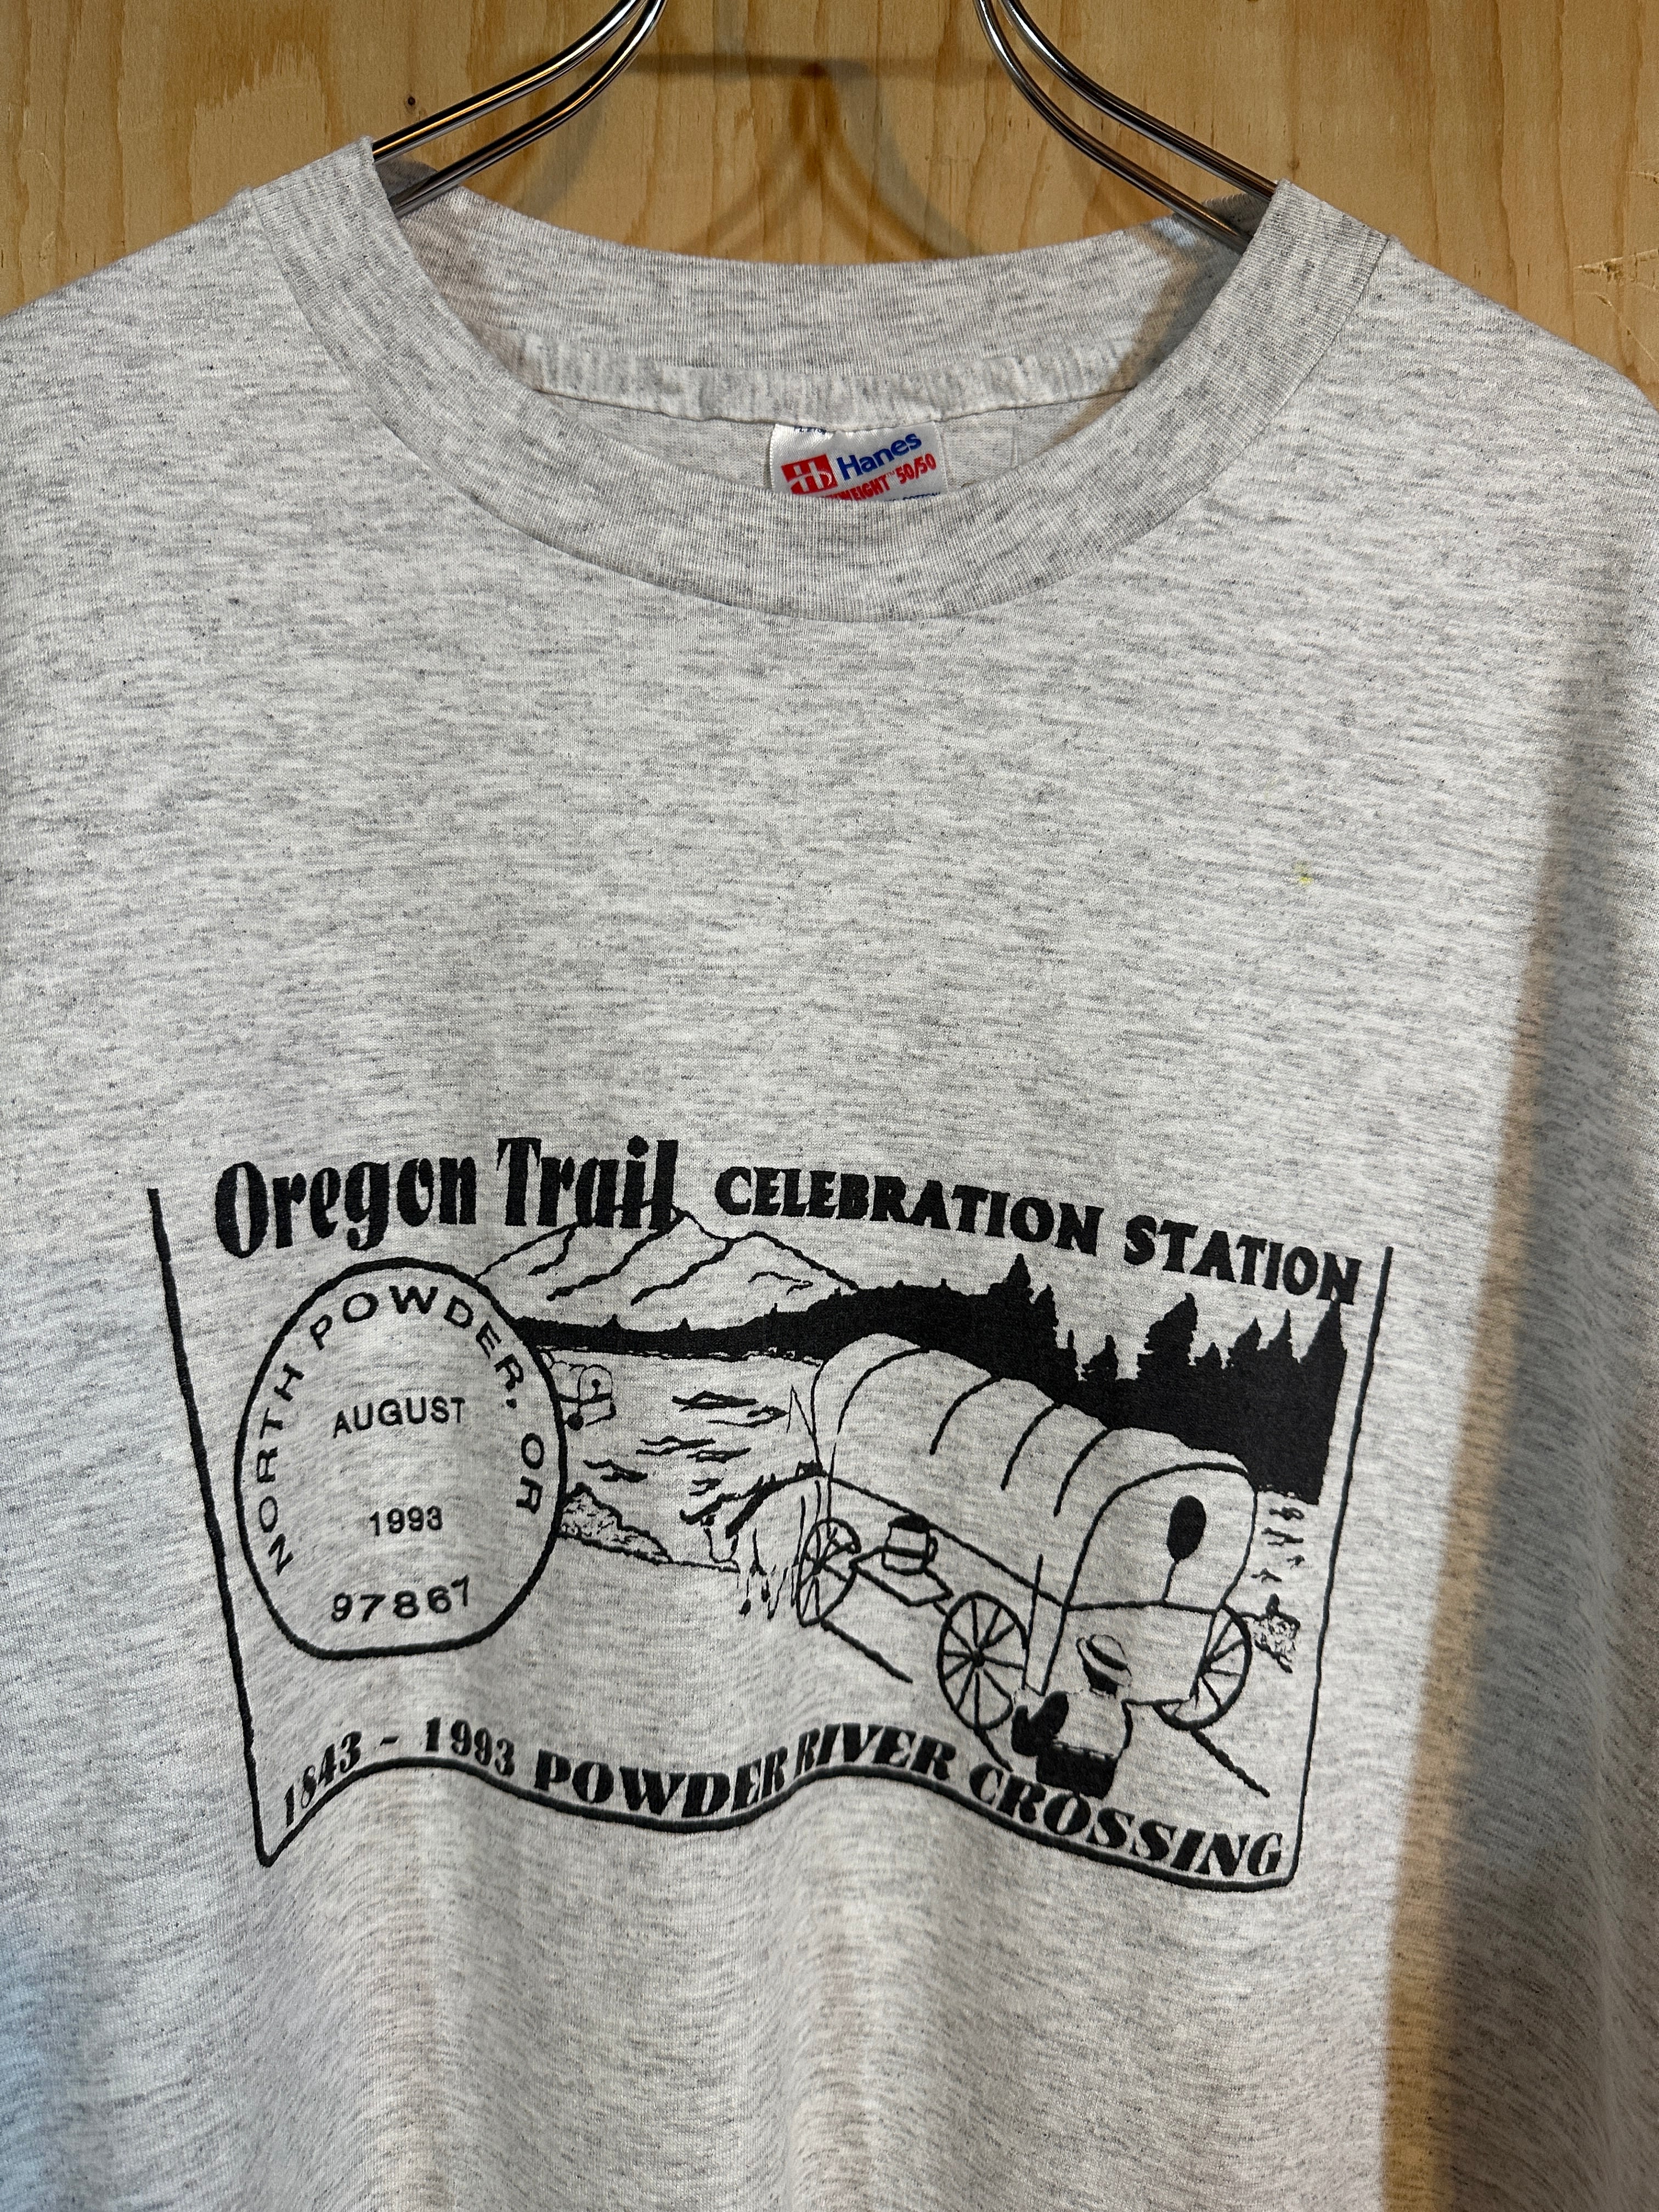 Hanes
50/50
Oregon Trail CELEBRATION STATION
NORTH POWDER, OR
AUGUST
1993
97867
1843 - 1993 POWDER RIVER CROSSING